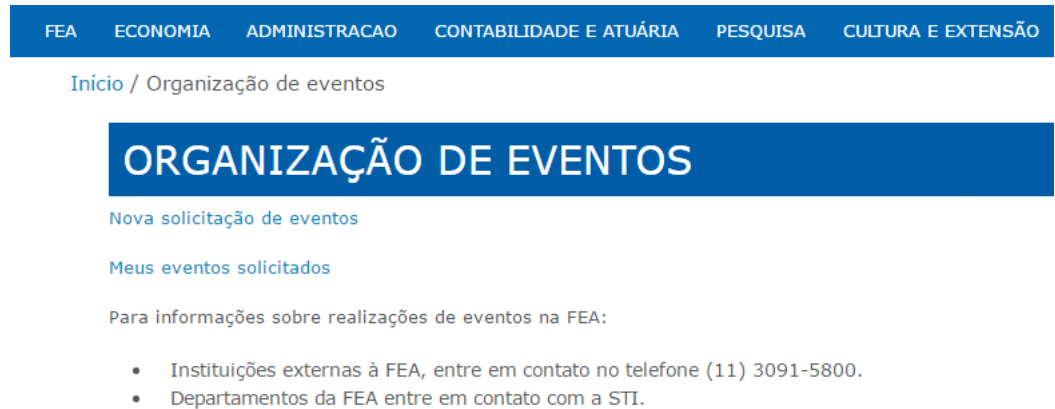 FEA ECONOMIA ADMINISTRACAO CONTABILIDADE E ATUÁRIA PESQUISA CULTURA E EXTENSÃO
Início / Organização de eventos
ORGANIZAÇÃO DE EVENTOS
Nova solicitação de eventos
Meus eventos solicitados
Para informações sobre realizações de eventos na FEA:
• Instituições externas à FEA, entre em contato no telefone (11) 3091-5800.
• Departamentos da FEA entre em contato com a STI.